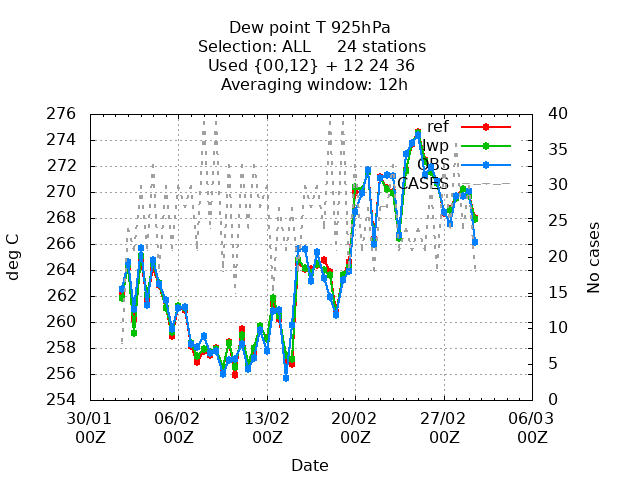 Dew point T 925hPa
Selection: ALL     24 stations
Used {00,12} + 12 24 36
Averaging window: 12h
276 40
274
272 35
270 30
268 25
266
264 20
262 15
260 10
258
256 5
254 0
ref
lwp
OBS
CASES
deg C
No cases
30/01 06/02 13/02 20/02 27/02 06/03
00Z 00Z 00Z 00Z 00Z 00Z
Date